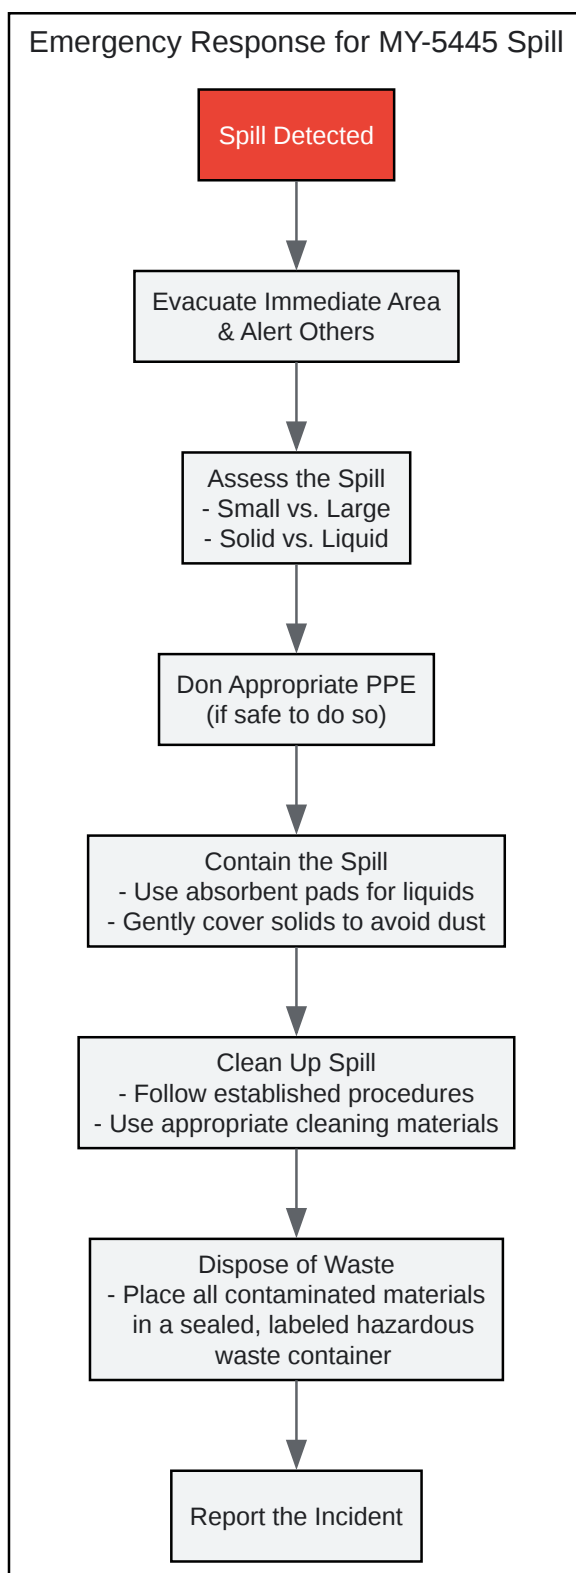 Emergency Response for MY-5445 Spill
Spill Detected
Evacuate Immediate Area
& Alert Others
Assess the Spill
- Small vs. Large
- Solid vs. Liquid
Don Appropriate PPE
(if safe to do so)
Contain the Spill
- Use absorbent pads for liquids
- Gently cover solids to avoid dust
Clean Up Spill
- Follow established procedures
- Use appropriate cleaning materials
Dispose of Waste
- Place all contaminated materials
in a sealed, labeled hazardous
waste container
Report the Incident